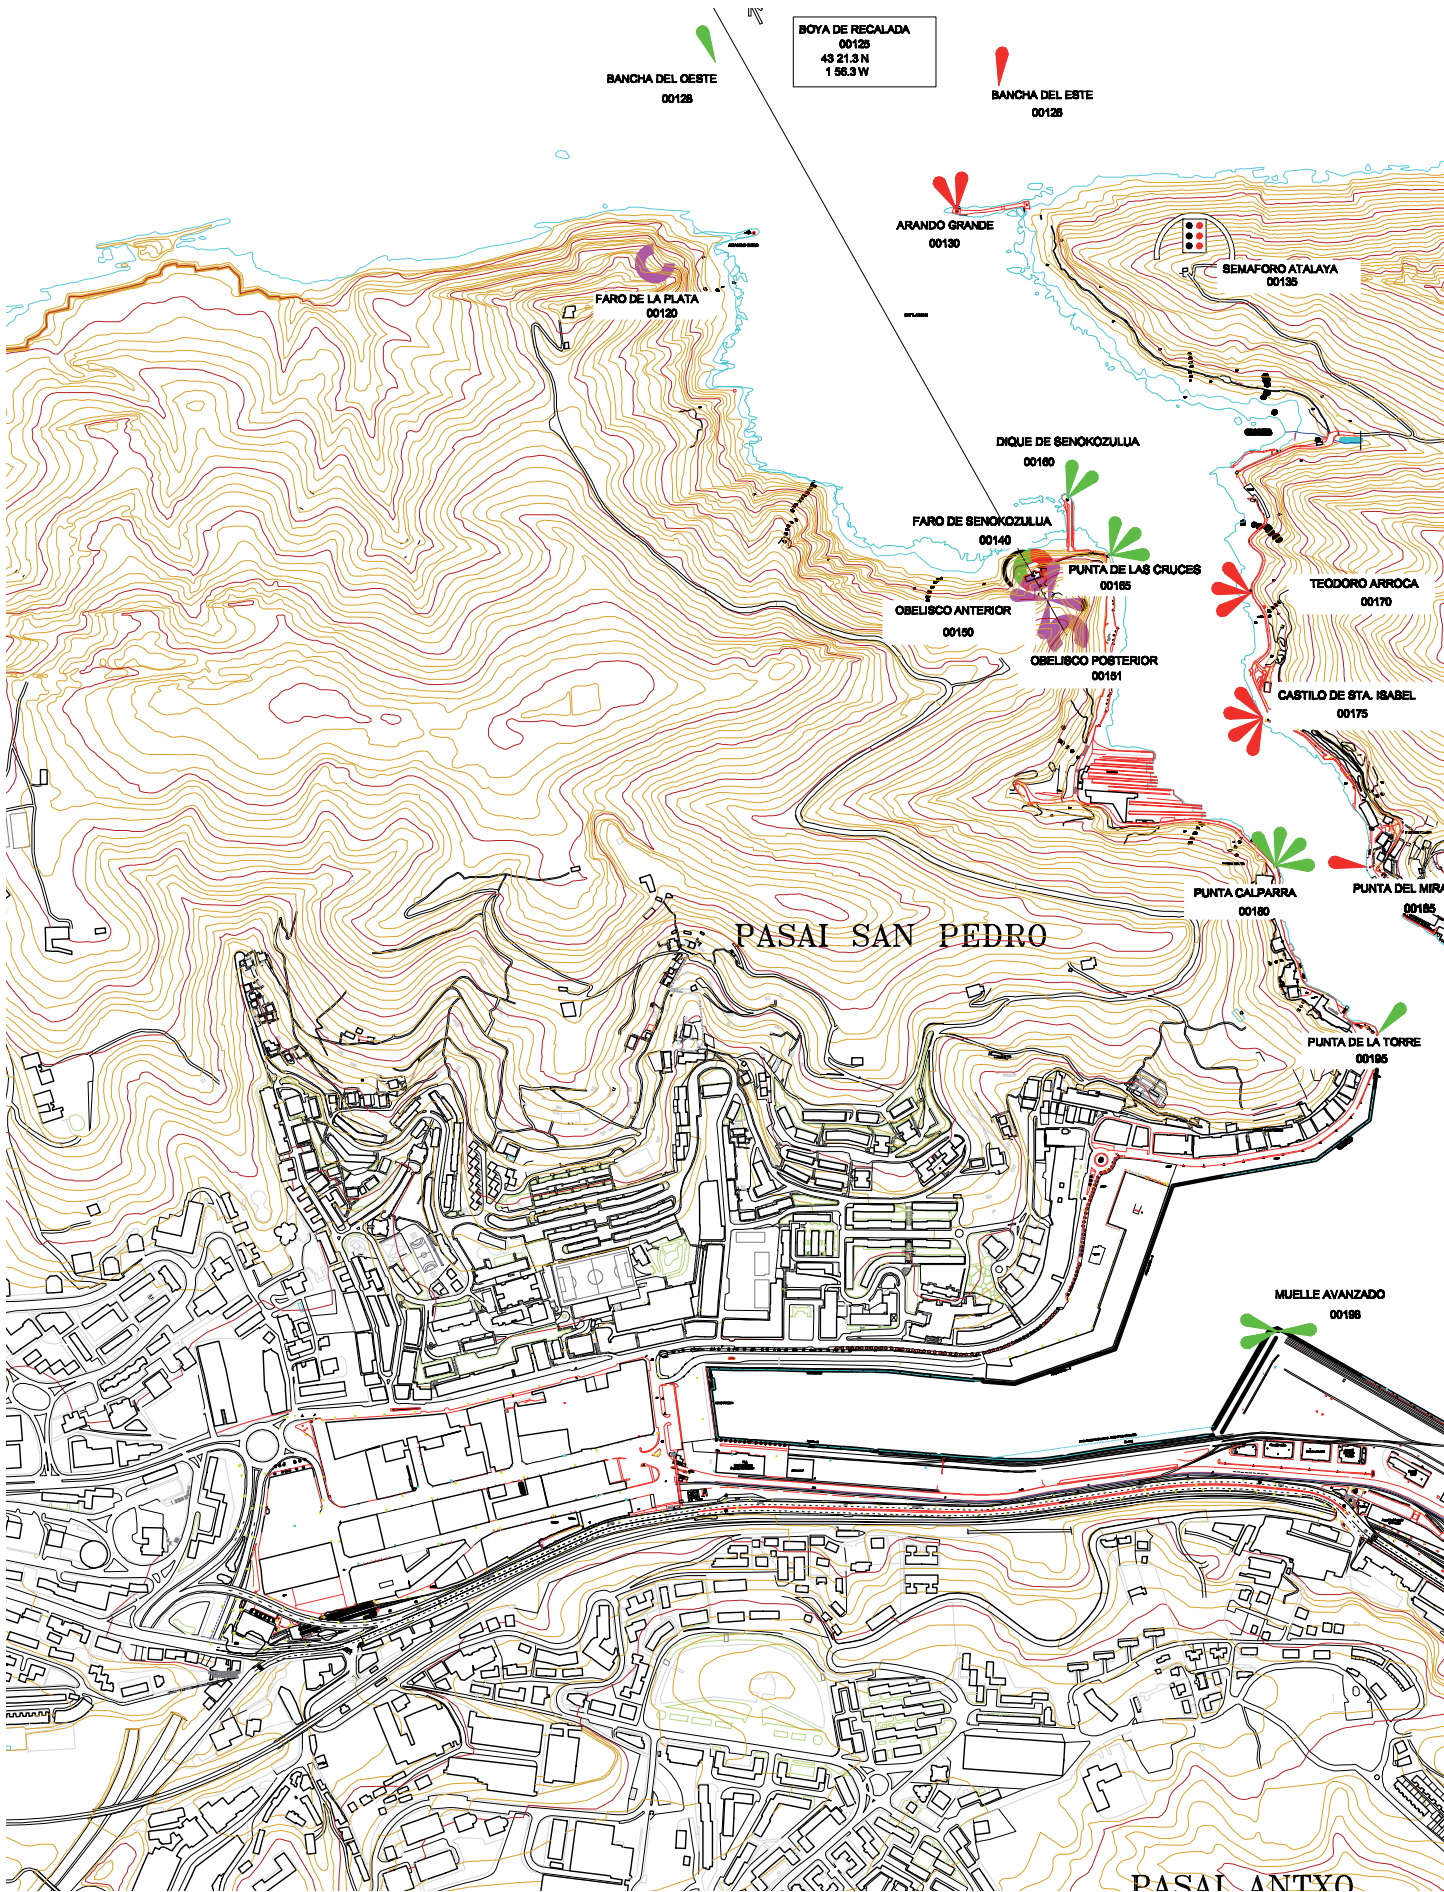 BOYA DE RECALADA
00125
43 21.3 N
1 56.3 W
BANCHA DEL OESTE
00128
BANCHA DEL ESTE
00126
ARANDO GRANDE
00130
SEMAFORO ATALAYA
00135
FARO DE LA PLATA
00120
DIQUE DE SENOKOZULUA
00160
FARO DE SENOKOZULUA
00140
PUNTA DE LAS CRUCES
00165
TEODORO ARROCA
00170
OBELISCO ANTERIOR
00150
OBELISCO POSTERIOR
00151
CASTILO DE STA. ISABEL
00175
PUNTA CALPARRA
00180
PUNTA DEL MIRA
00185
PASAI SAN PEDRO
PUNTA DE LA TORRE
00195
MUELLE AVANZADO
00198
PASAI ANTXO